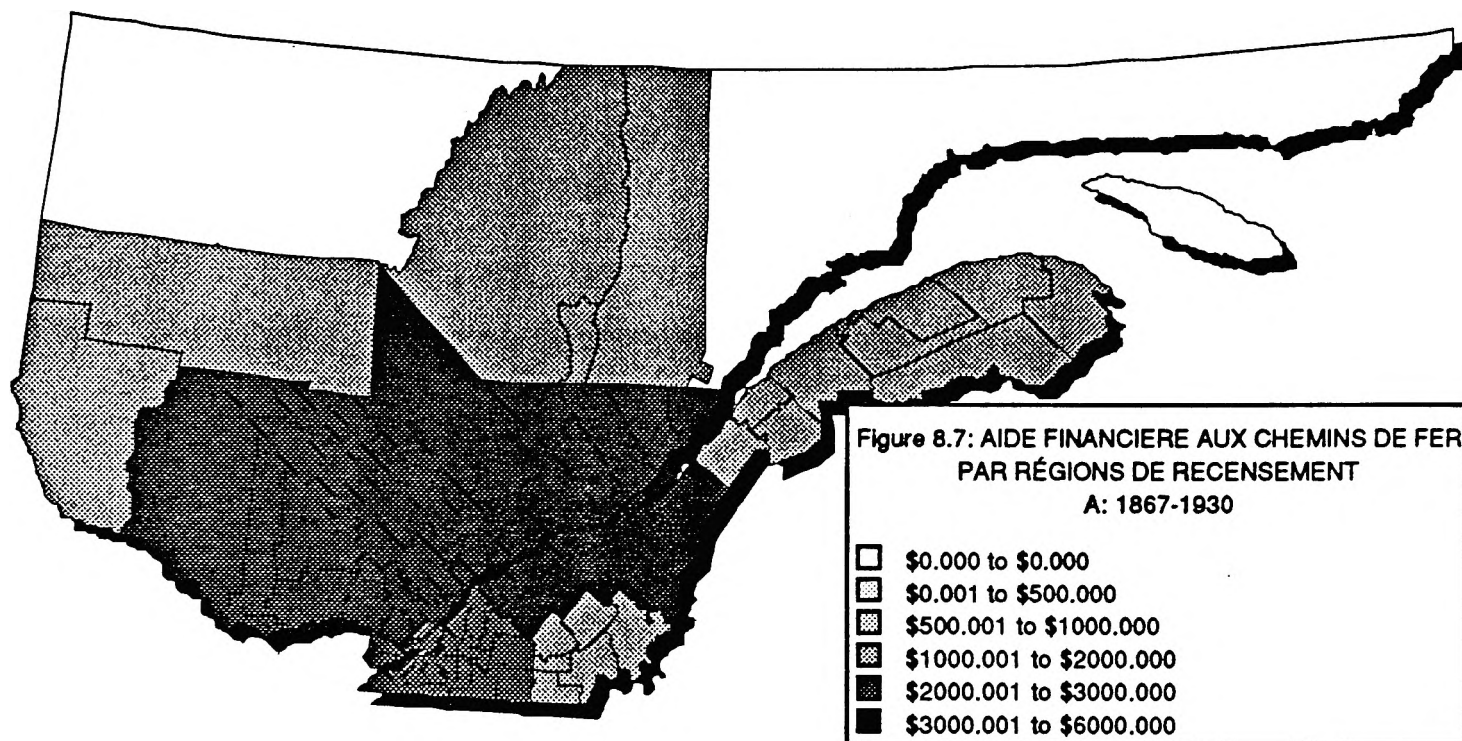 Figure 8.7: AIDE FINANCIERE AUX CHEMINS DE FER
PAR RÉGIONS DE RECENSEMENT
A: 1867-1930
$0.000 to $0.000
$0.001 to $500.000
$500.001 to $1000.000
$1000.001 to $2000.000
$2000.001 to $3000.000
$3000.001 to $6000.000